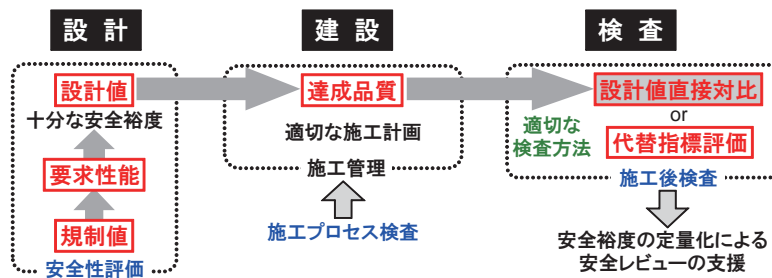 設計
設計値
十分な安全裕度
要求性能
規制値
安全性評価
建設
達成品質
適切な施工計画
施工管理
施工プロセス検査
検査
設計値直接対比
or
代替指標評価
適切な
検査方法
施工後検査
安全裕度の定量化による
安全レビューの支援